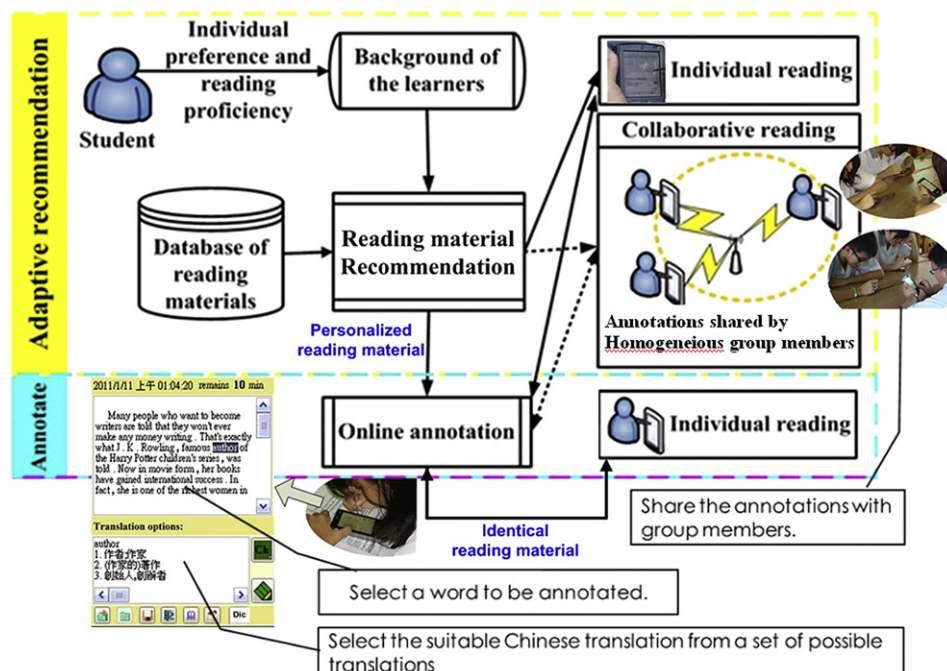 Adaptive recommendation
Individual
preference and
reading
proficiency
Student
Background of
the learners
Individual reading
Collaborative reading
Database of
reading
materials
Reading material
Recommendation
Annotations shared by
Homogeneious group members
Personalized
reading material
Annotate
2011/1/11 上午 01:04:20 remains 10 min
Many people who want to become
writers are told that they won't ever
make any money writing . That's exactly
what J . K . Rowling , famous author of
the Harry Potter children's series , was
told . Now in movie form , her books
have gained international success . In
fact , she is one of the richest women in
Translation options:
author
1. 作者;作家
2. (作家的)著作
3. 創始人,創辦者
Ch
Dic
Online annotation
Individual reading
Identical
reading material
Share the annotations with
group members.
Select a word to be annotated.
Select the suitable Chinese translation from a set of possible
translations